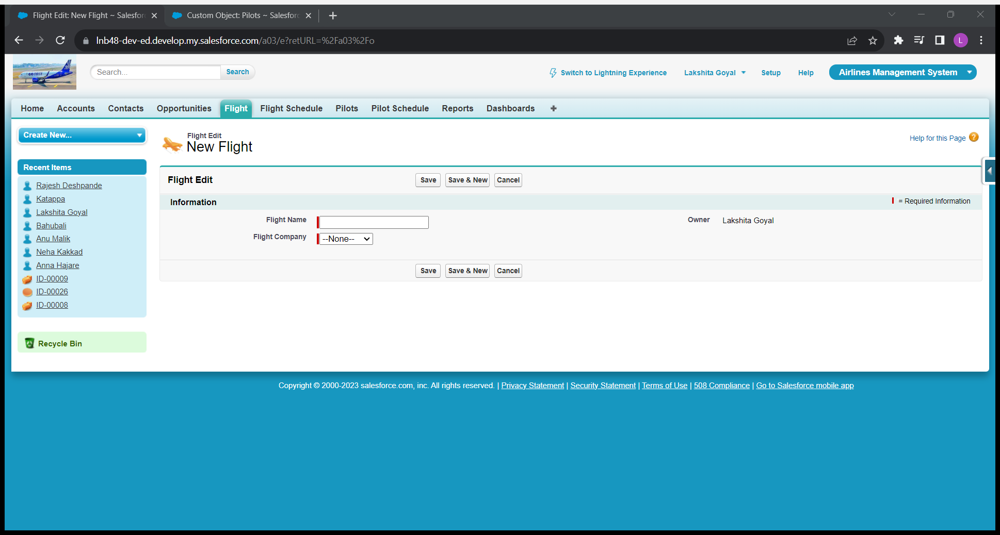 Flight Edit: New Flight ~ Salesfor
Custom Object: Pilots ~ Salesforc
lnb48-dev-ed.develop.my.salesforce.com/a03/e?retURL=%2Fa03%2Fo
L
GO FIRST
Search...
Search
Switch to Lightning Experience
Lakshita Goyal
Setup
Help
Airlines Management System
Home Accounts Contacts Opportunities Flight Flight Schedule Pilots Pilot Schedule Reports Dashboards
Create New...
Flight Edit
New Flight
Help for this Page ?
Recent Items
Rajesh Deshpande
Katappa
Lakshita Goyal
Bahubali
Anu Malik
Neha Kakkad
Anna Hajare
ID-00009
ID-00026
ID-00008
Recycle Bin
Flight Edit
Save Save & New Cancel
Information
= Required Information
Flight Name
Owner Lakshita Goyal
Flight Company --None--
Save Save & New Cancel
Copyright © 2000-2023 salesforce.com, inc. All rights reserved. | Privacy Statement | Security Statement | Terms of Use | 508 Compliance | Go to Salesforce mobile app